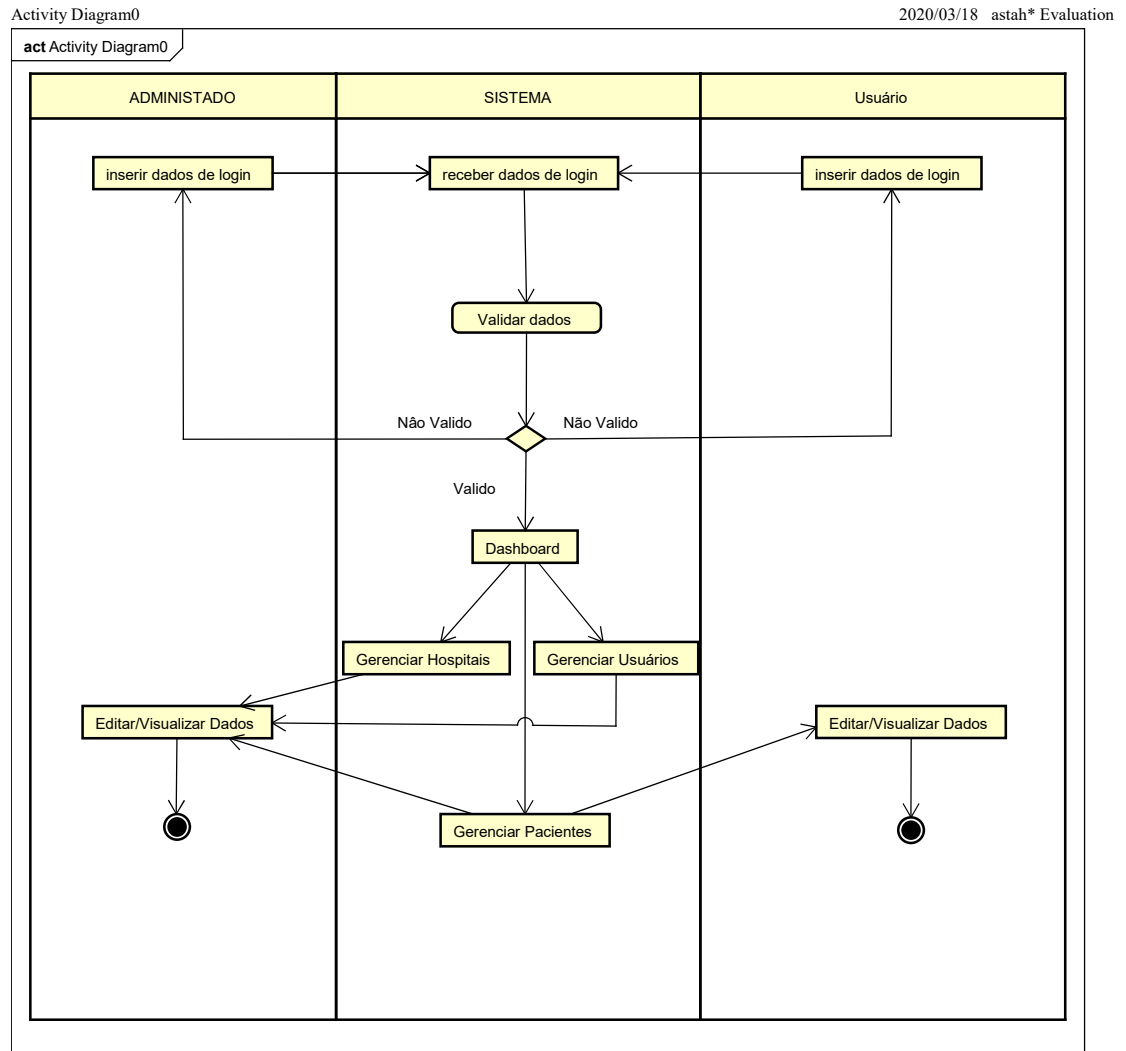 Activity Diagram0
2020/03/18 astah* Evaluation
act Activity Diagram0
ADMINISTADO
SISTEMA
Usuário
inserir dados de login
receber dados de login
inserir dados de login
Validar dados
Nâo Valido
Não Valido
Valido
Dashboard
Gerenciar Hospitais
Gerenciar Usuários
Editar/Visualizar Dados
Editar/Visualizar Dados
Gerenciar Pacientes